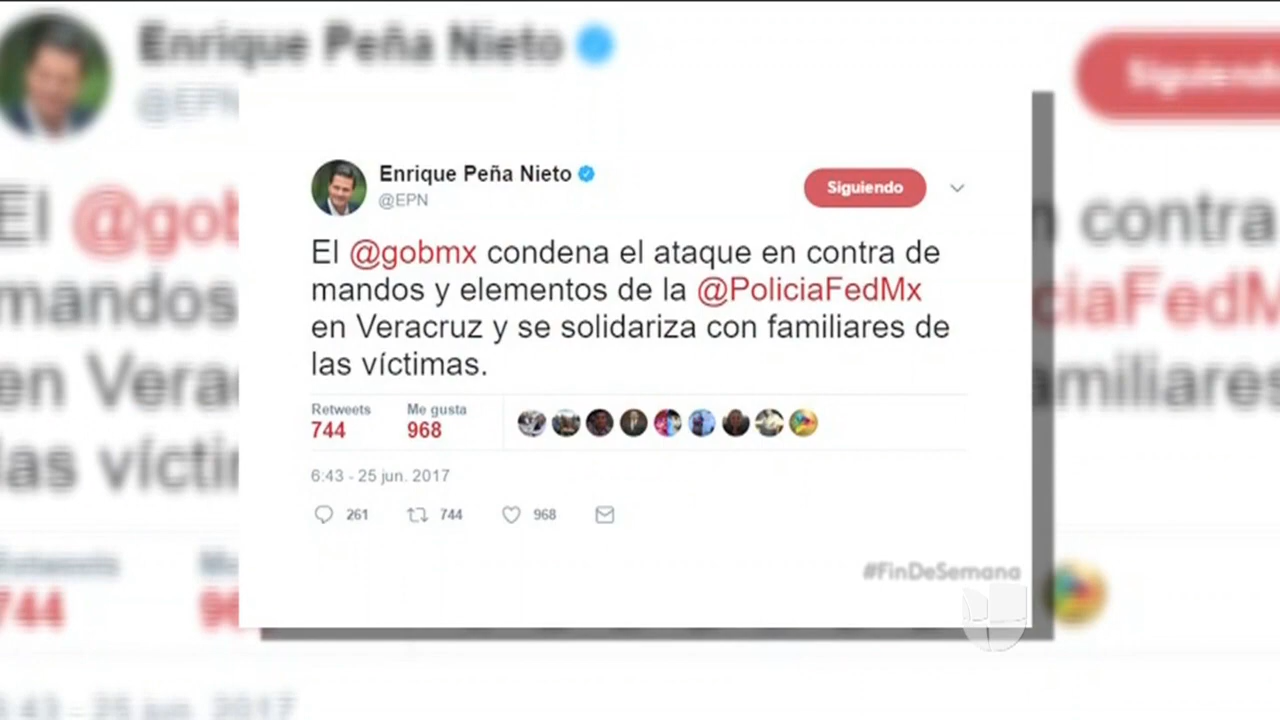 Enrique Peña Nieto
@EPN
Siguiendo
El @gobmx condena el ataque en contra de
mandos y elementos de la @PoliciaFedMx
en Veracruz y se solidariza con familiares de
las víctimas.
Retweets Me gusta
744 968
6:43 - 25 jun. 2017
261 744 968
#FinDeSemana